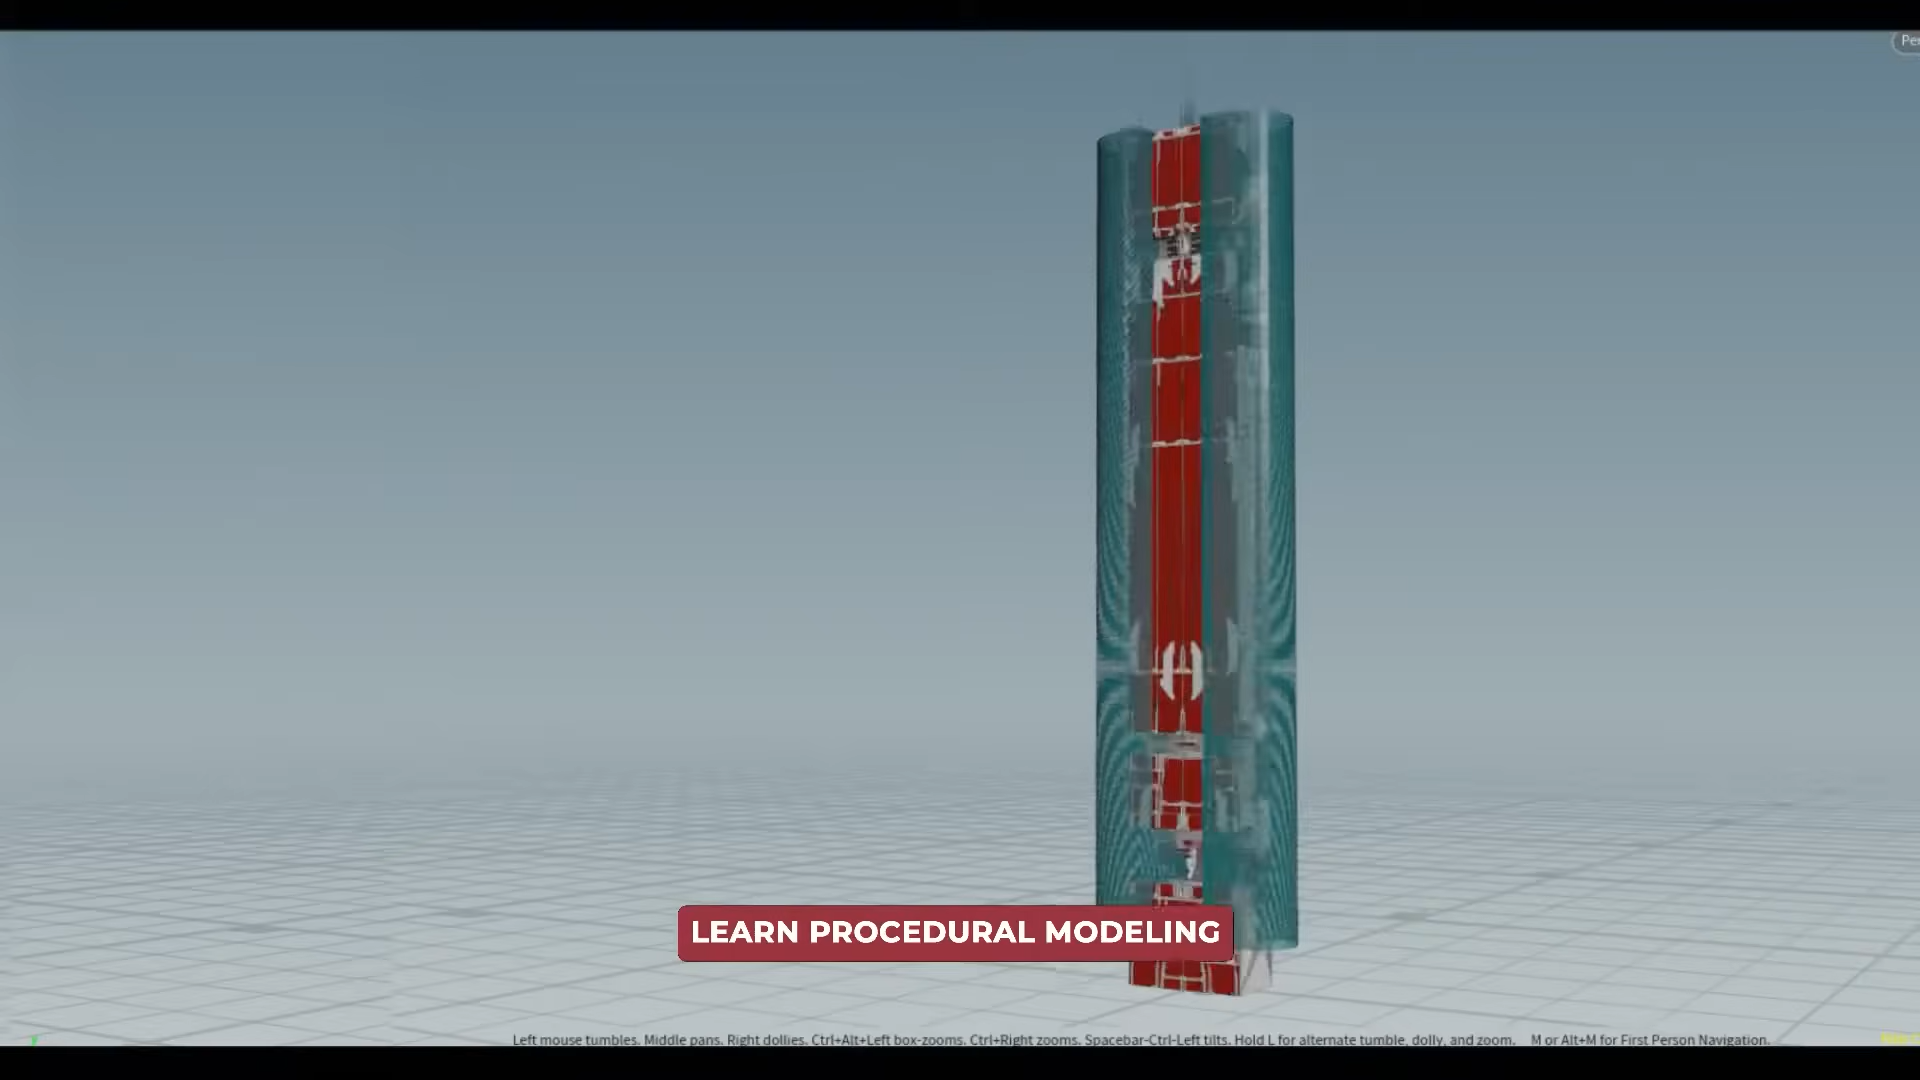 LEARN PROCEDURAL MODELING
Left mouse tumbles. Middle pans. Right dollies. Ctrl+Alt+Left box-zooms. Ctrl+Right zooms. Spacebar-Ctrl-Left tilts. Hold L for alternate tumble, dolly, and zoom. M or Alt+M for First Person Navigation.